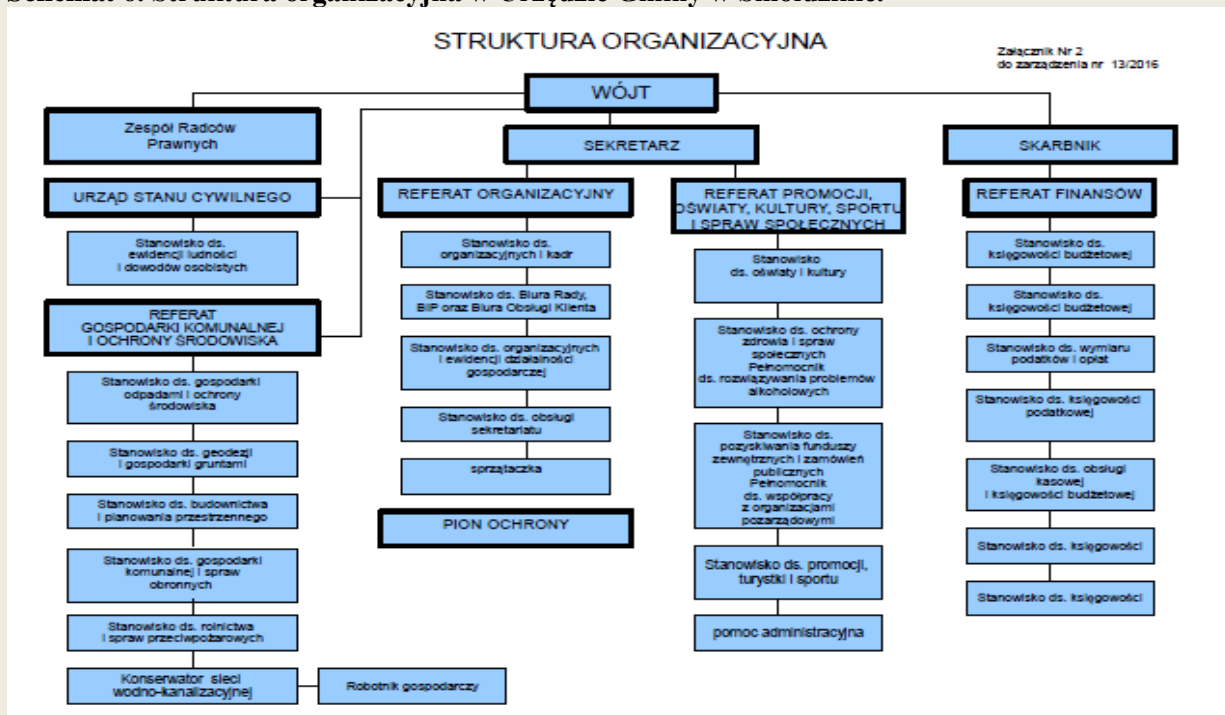 STRUKTURA ORGANIZACYJNA
Załącznik Nr 2
do zarządzenia nr 13/2016
WÓJT
Zespół Radców
Prawnych
SEKRETARZ
SKARBNIK
URZĄD STANU CYWILNEGO
Stanowisko ds.
ewidencji ludności
i dowodów osobistych
REFERAT
GOSPODARKI KOMUNALNEJ
I OCHRONY ŚRODOWISKA
Stanowisko ds. gospodarki
odpadami i ochrony
środowiska
Stanowisko ds. geodezji
i gospodarki gruntami
Stanowisko ds. budownictwa
i planowania przestrzennego
Stanowisko ds. gospodarki
komunalnej i spraw
obronnych
Stanowisko ds. rolnictwa
i spraw przeciwpożarowych
Konserwator sieci
wodno-kanalizacyjnej
Robotnik gospodarczy
REFERAT ORGANIZACYJNY
Stanowisko ds.
organizacyjnych i kadr
Stanowisko ds. Biura Rady,
BIP oraz Biura Obsługi Klienta
Stanowisko ds. organizacyjnych
i ewidencji działalności
gospodarczej
Stanowisko ds. obsługi
sekretariatu
sprzątaczka
PION OCHRONY
REFERAT PROMOCJI,
OŚWIATY, KULTURY, SPORTU
I SPRAW SPOŁECZNYCH
Stanowisko
ds. oświaty i kultury
Stanowisko ds. ochrony
zdrowia i spraw
społecznych
Pełnomocnik
ds. rozwiązywania problemów
alkoholowych
Stanowisko ds.
pozyskiwania funduszy
zewnętrznych i zamówień
publicznych
Pełnomocnik
ds. współpracy
z organizacjami
pozarządowymi
Stanowisko ds. promocji,
turystki i sportu
pomoc administracyjna
REFERAT FINANSÓW
Stanowisko ds.
księgowości budżetowej
Stanowisko ds.
księgowości budżetowej
Stanowisko ds. wymiaru
podatków i opłat
Stanowisko ds. księgowości
podatkowej
Stanowisko ds. obsługi
kasowej
i księgowości budżetowej
Stanowisko ds. księgowości
Stanowisko ds. księgowości